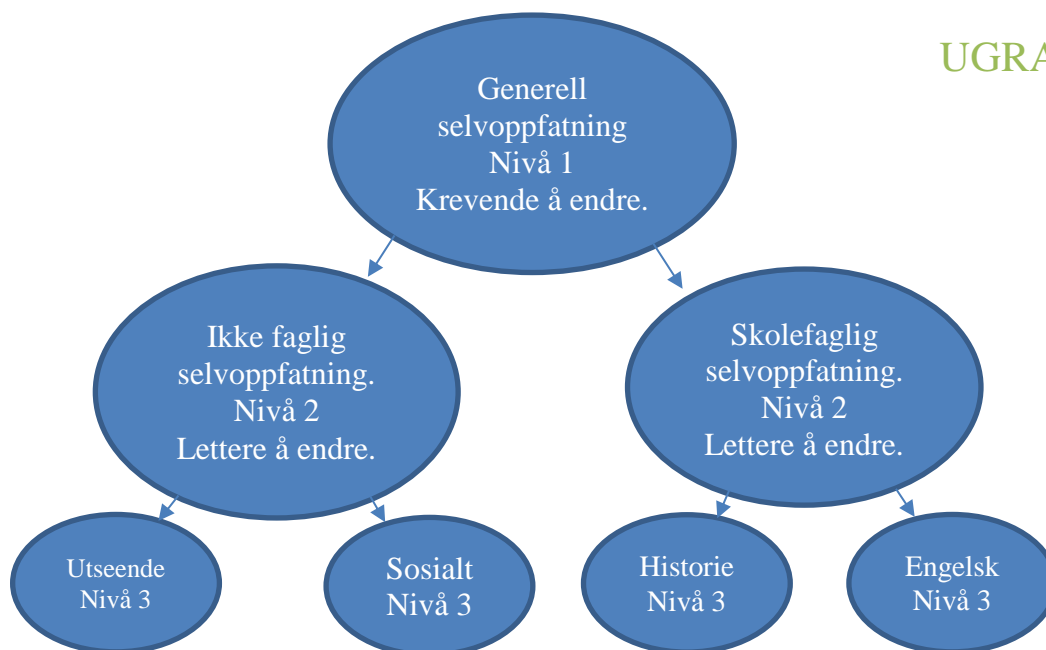 UGRA
Generell
selvoppfatning
Nivå 1
Krevende å endre.
Ikke faglig
selvoppfatning.
Nivå 2
Lettere å endre.
Skolefaglig
selvoppfatning.
Nivå 2
Lettere å endre.
Utseende
Nivå 3
Sosialt
Nivå 3
Historie
Nivå 3
Engelsk
Nivå 3